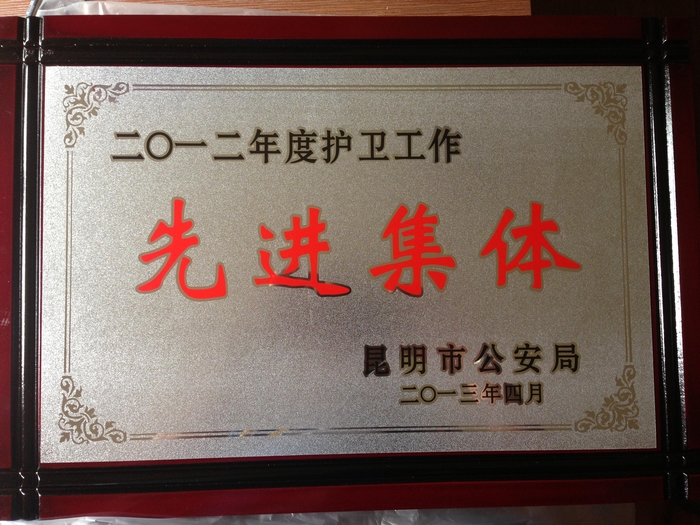 二〇一二年度护卫工作
先进集体
昆明市公安局
二〇一三年四月